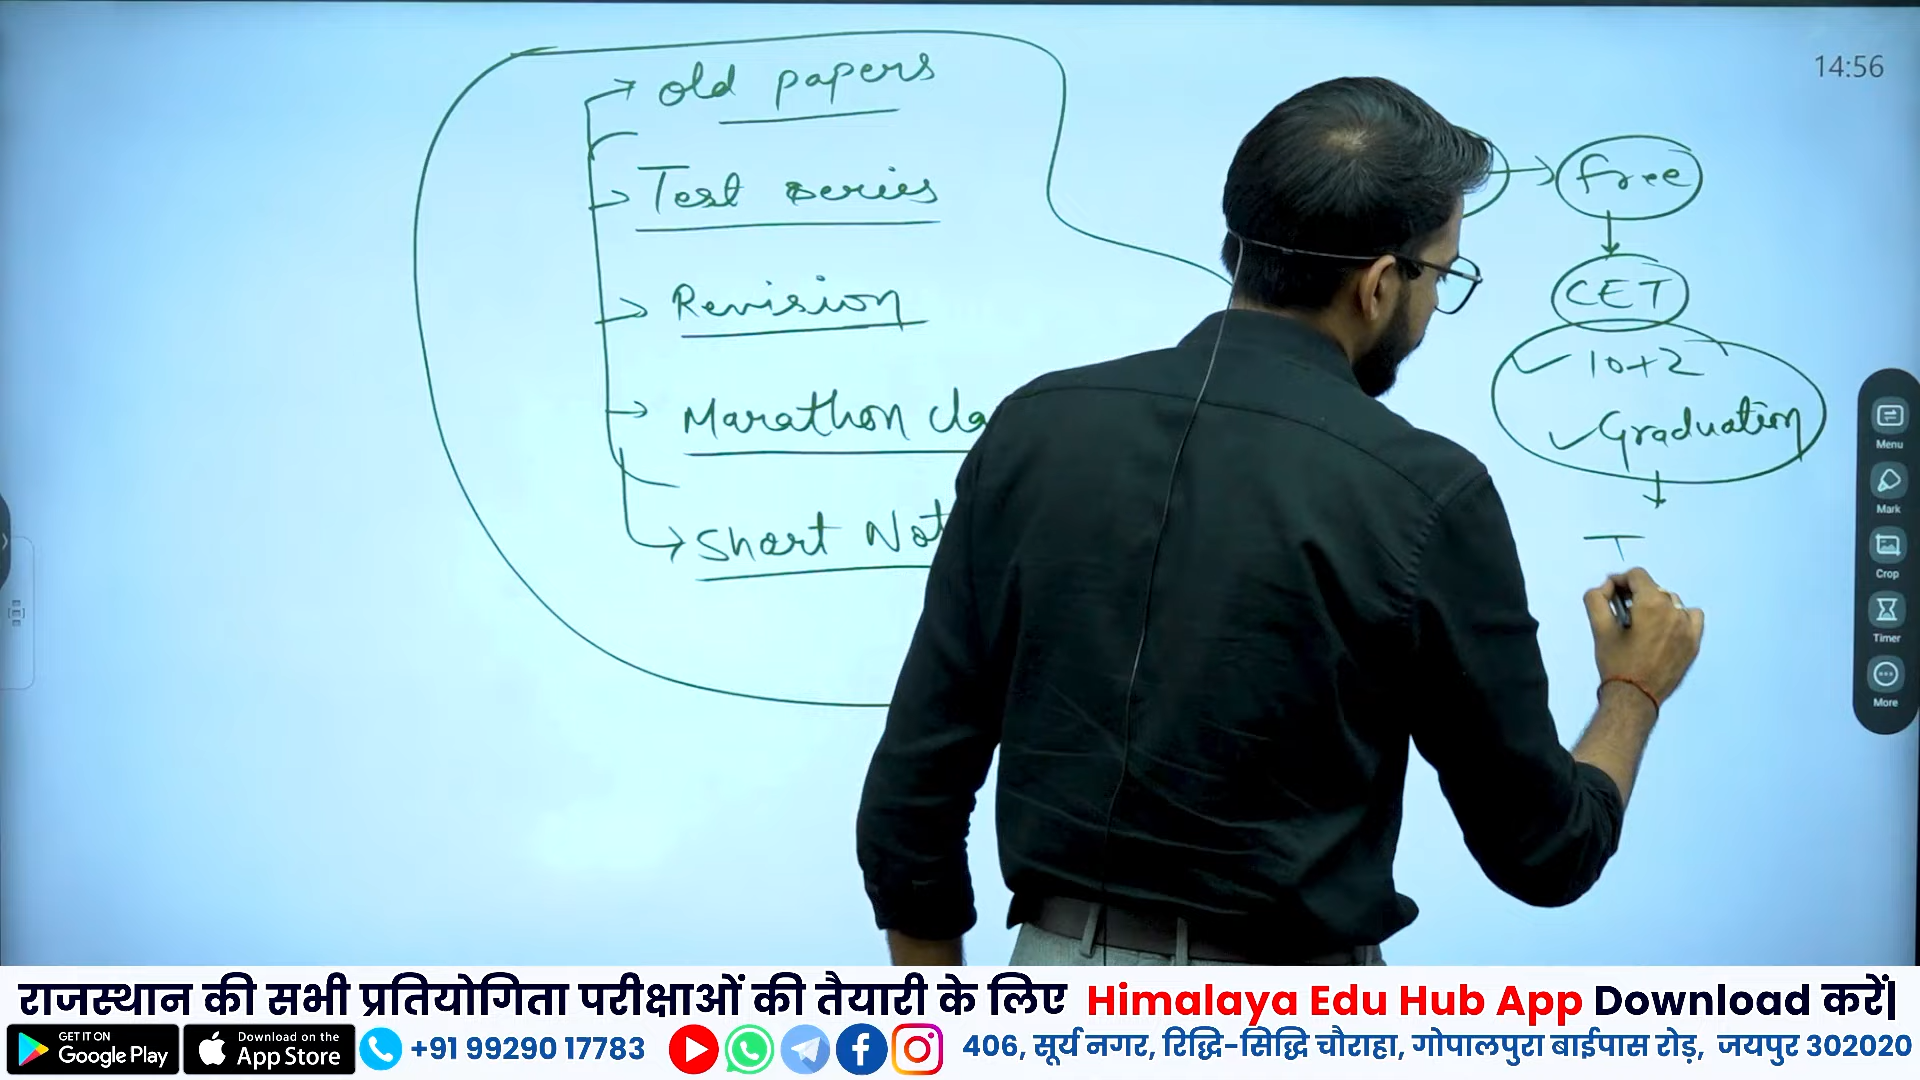 14:56
old papers
Test series
Revision
Marathon cla
Short Not
free
CET
10+2
Graduation
T
Menu
Mark
Crop
Timer
More
राजस्थान की सभी प्रतियोगिता परीक्षाओं की तैयारी के लिए Himalaya Edu Hub App Download करें|
GET IT ON
Google Play
Download on the
App Store
+91 99290 17783
406, सूर्य नगर, रिद्धि-सिद्धि चौराहा, गोपालपुरा बाईपास रोड़, जयपुर 302020